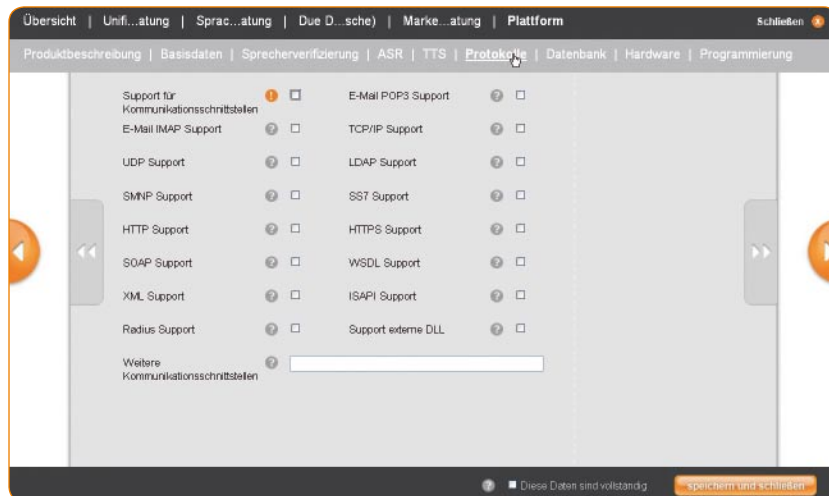 Übersicht | Unifi...atung | Sprac...atung | Due D...sche) | Marke...atung | Plattform Schließen
Produktbeschreibung | Basisdaten | Sprecherverifizierung | ASR | TTS | Protokolle | Datenbank | Hardware | Programmierung
Support für E-Mail POP3 Support
Kommunikationsschnittstellen
E-Mail IMAP Support TCP/IP Support
UDP Support LDAP Support
SMNP Support SS7 Support
HTTP Support HTTPS Support
SOAP Support WSDL Support
XML Support ISAPI Support
Radius Support Support externe DLL
Weitere
Kommunikationsschnittstellen
Diese Daten sind vollständig speichern und schließen